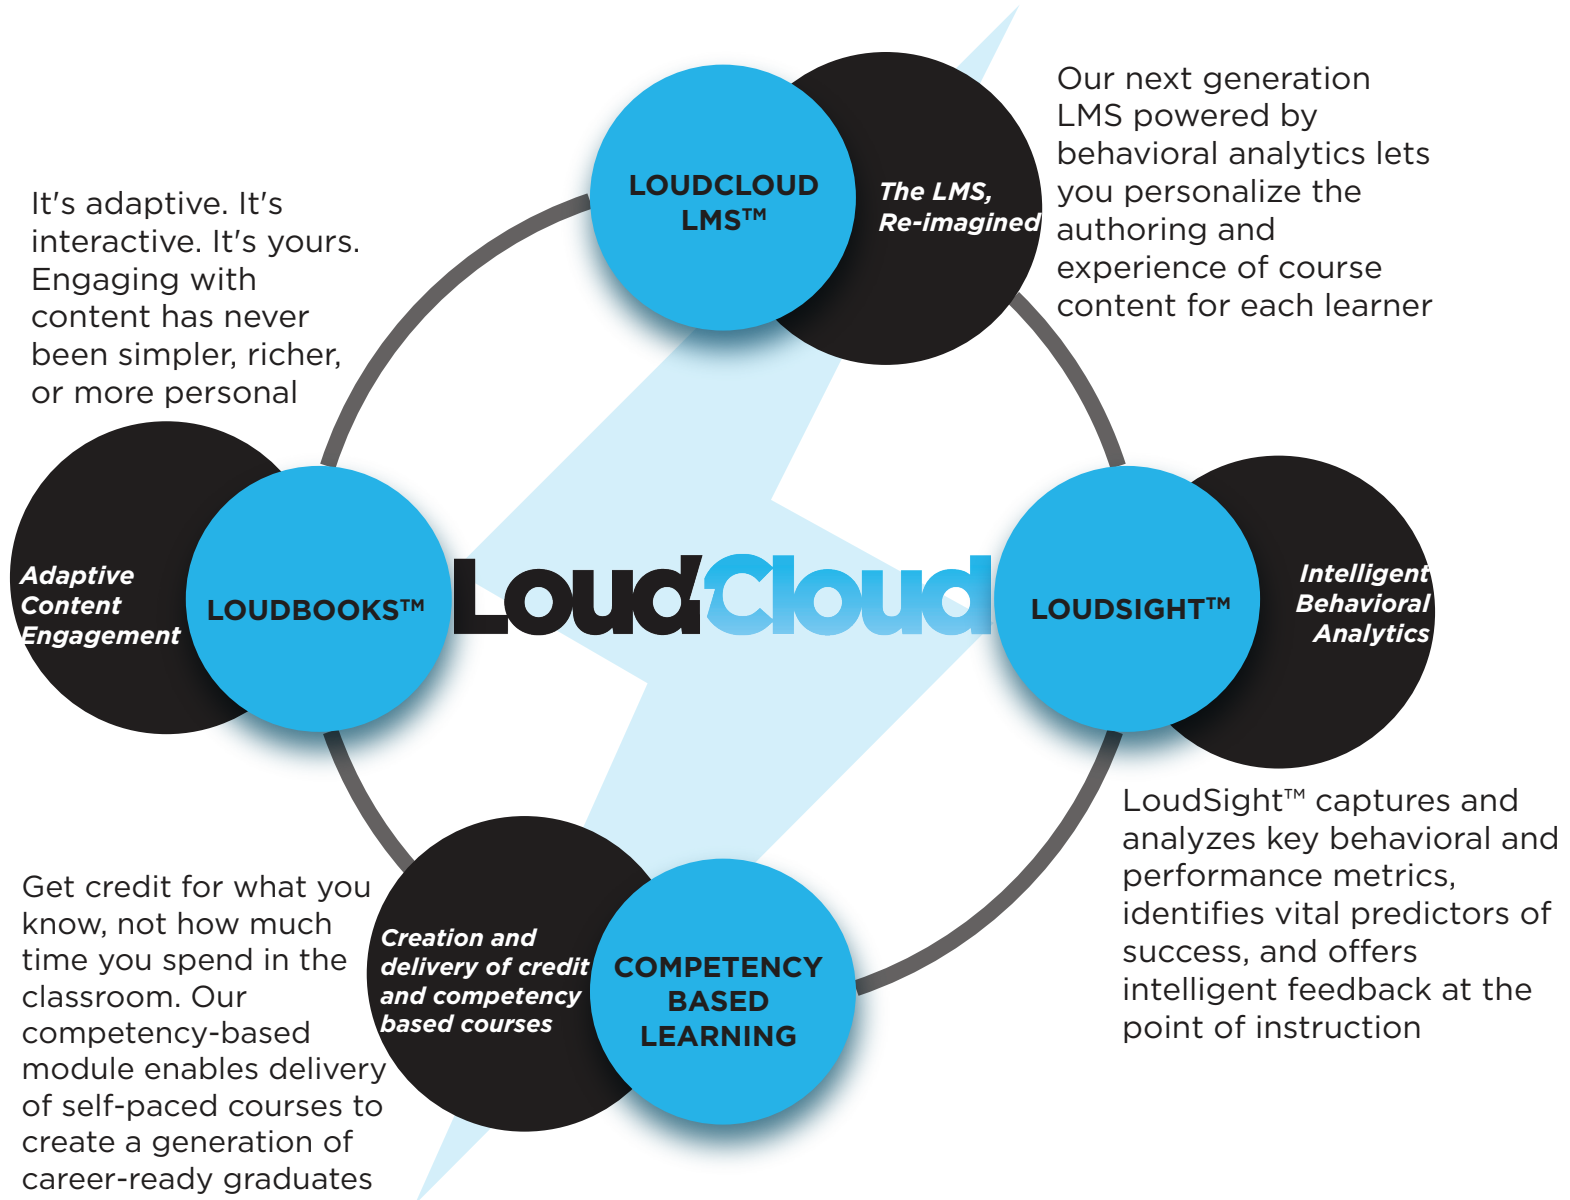 LOUDCLOUD
LMS™
The LMS,
Re-imagined
Our next generation
LMS powered by
behavioral analytics lets
you personalize the
authoring and
experience of course
content for each learner
It's adaptive. It's
interactive. It's yours.
Engaging with
content has never
been simpler, richer,
or more personal
Adaptive
Content
Engagement
LOUDBOOKS™
LoudCloud
LOUDSIGHT™
Intelligent
Behavioral
Analytics
LoudSight™ captures and
analyzes key behavioral and
performance metrics,
identifies vital predictors of
success, and offers
intelligent feedback at the
point of instruction
Get credit for what you
know, not how much
time you spend in the
classroom. Our
competency-based
module enables delivery
of self-paced courses to
create a generation of
career-ready graduates
Creation and
delivery of credit
and competency
based courses
COMPETENCY
BASED
LEARNING